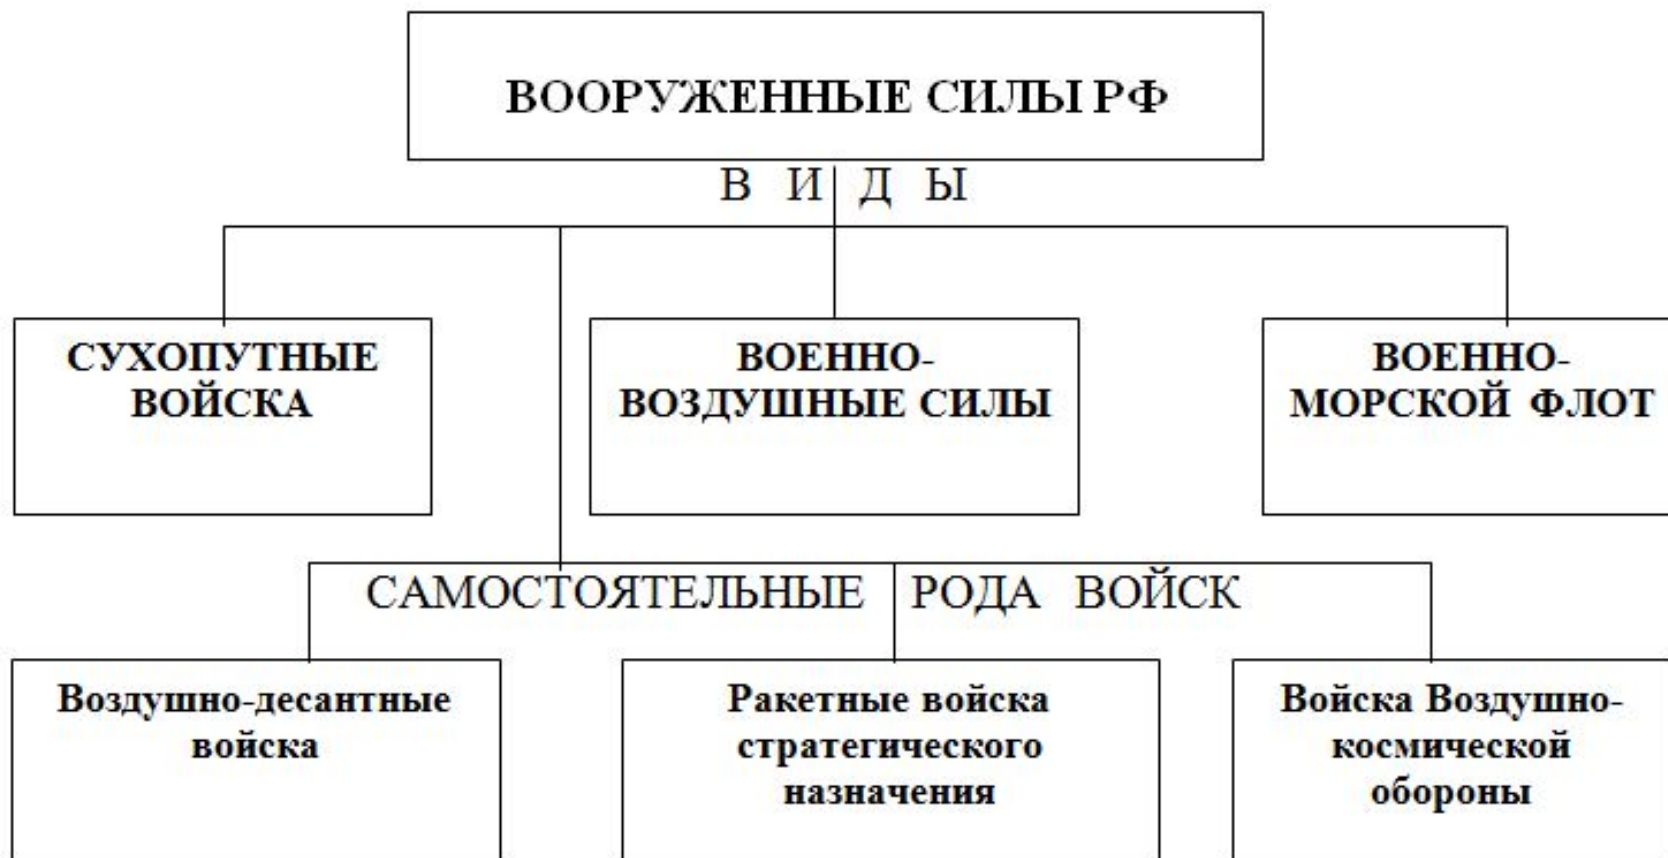 ВООРУЖЕННЫЕ СИЛЫ РФ
В И Д Ы
СУХОПУТНЫЕ
ВОЙСКА
ВОЕННО-
ВОЗДУШНЫЕ СИЛЫ
ВОЕННО-
МОРСКОЙ ФЛОТ
САМОСТОЯТЕЛЬНЫЕ РОДА ВОЙСК
Воздушно-десантные
войска
Ракетные войска
стратегического
назначения
Войска Воздушно-
космической
обороны